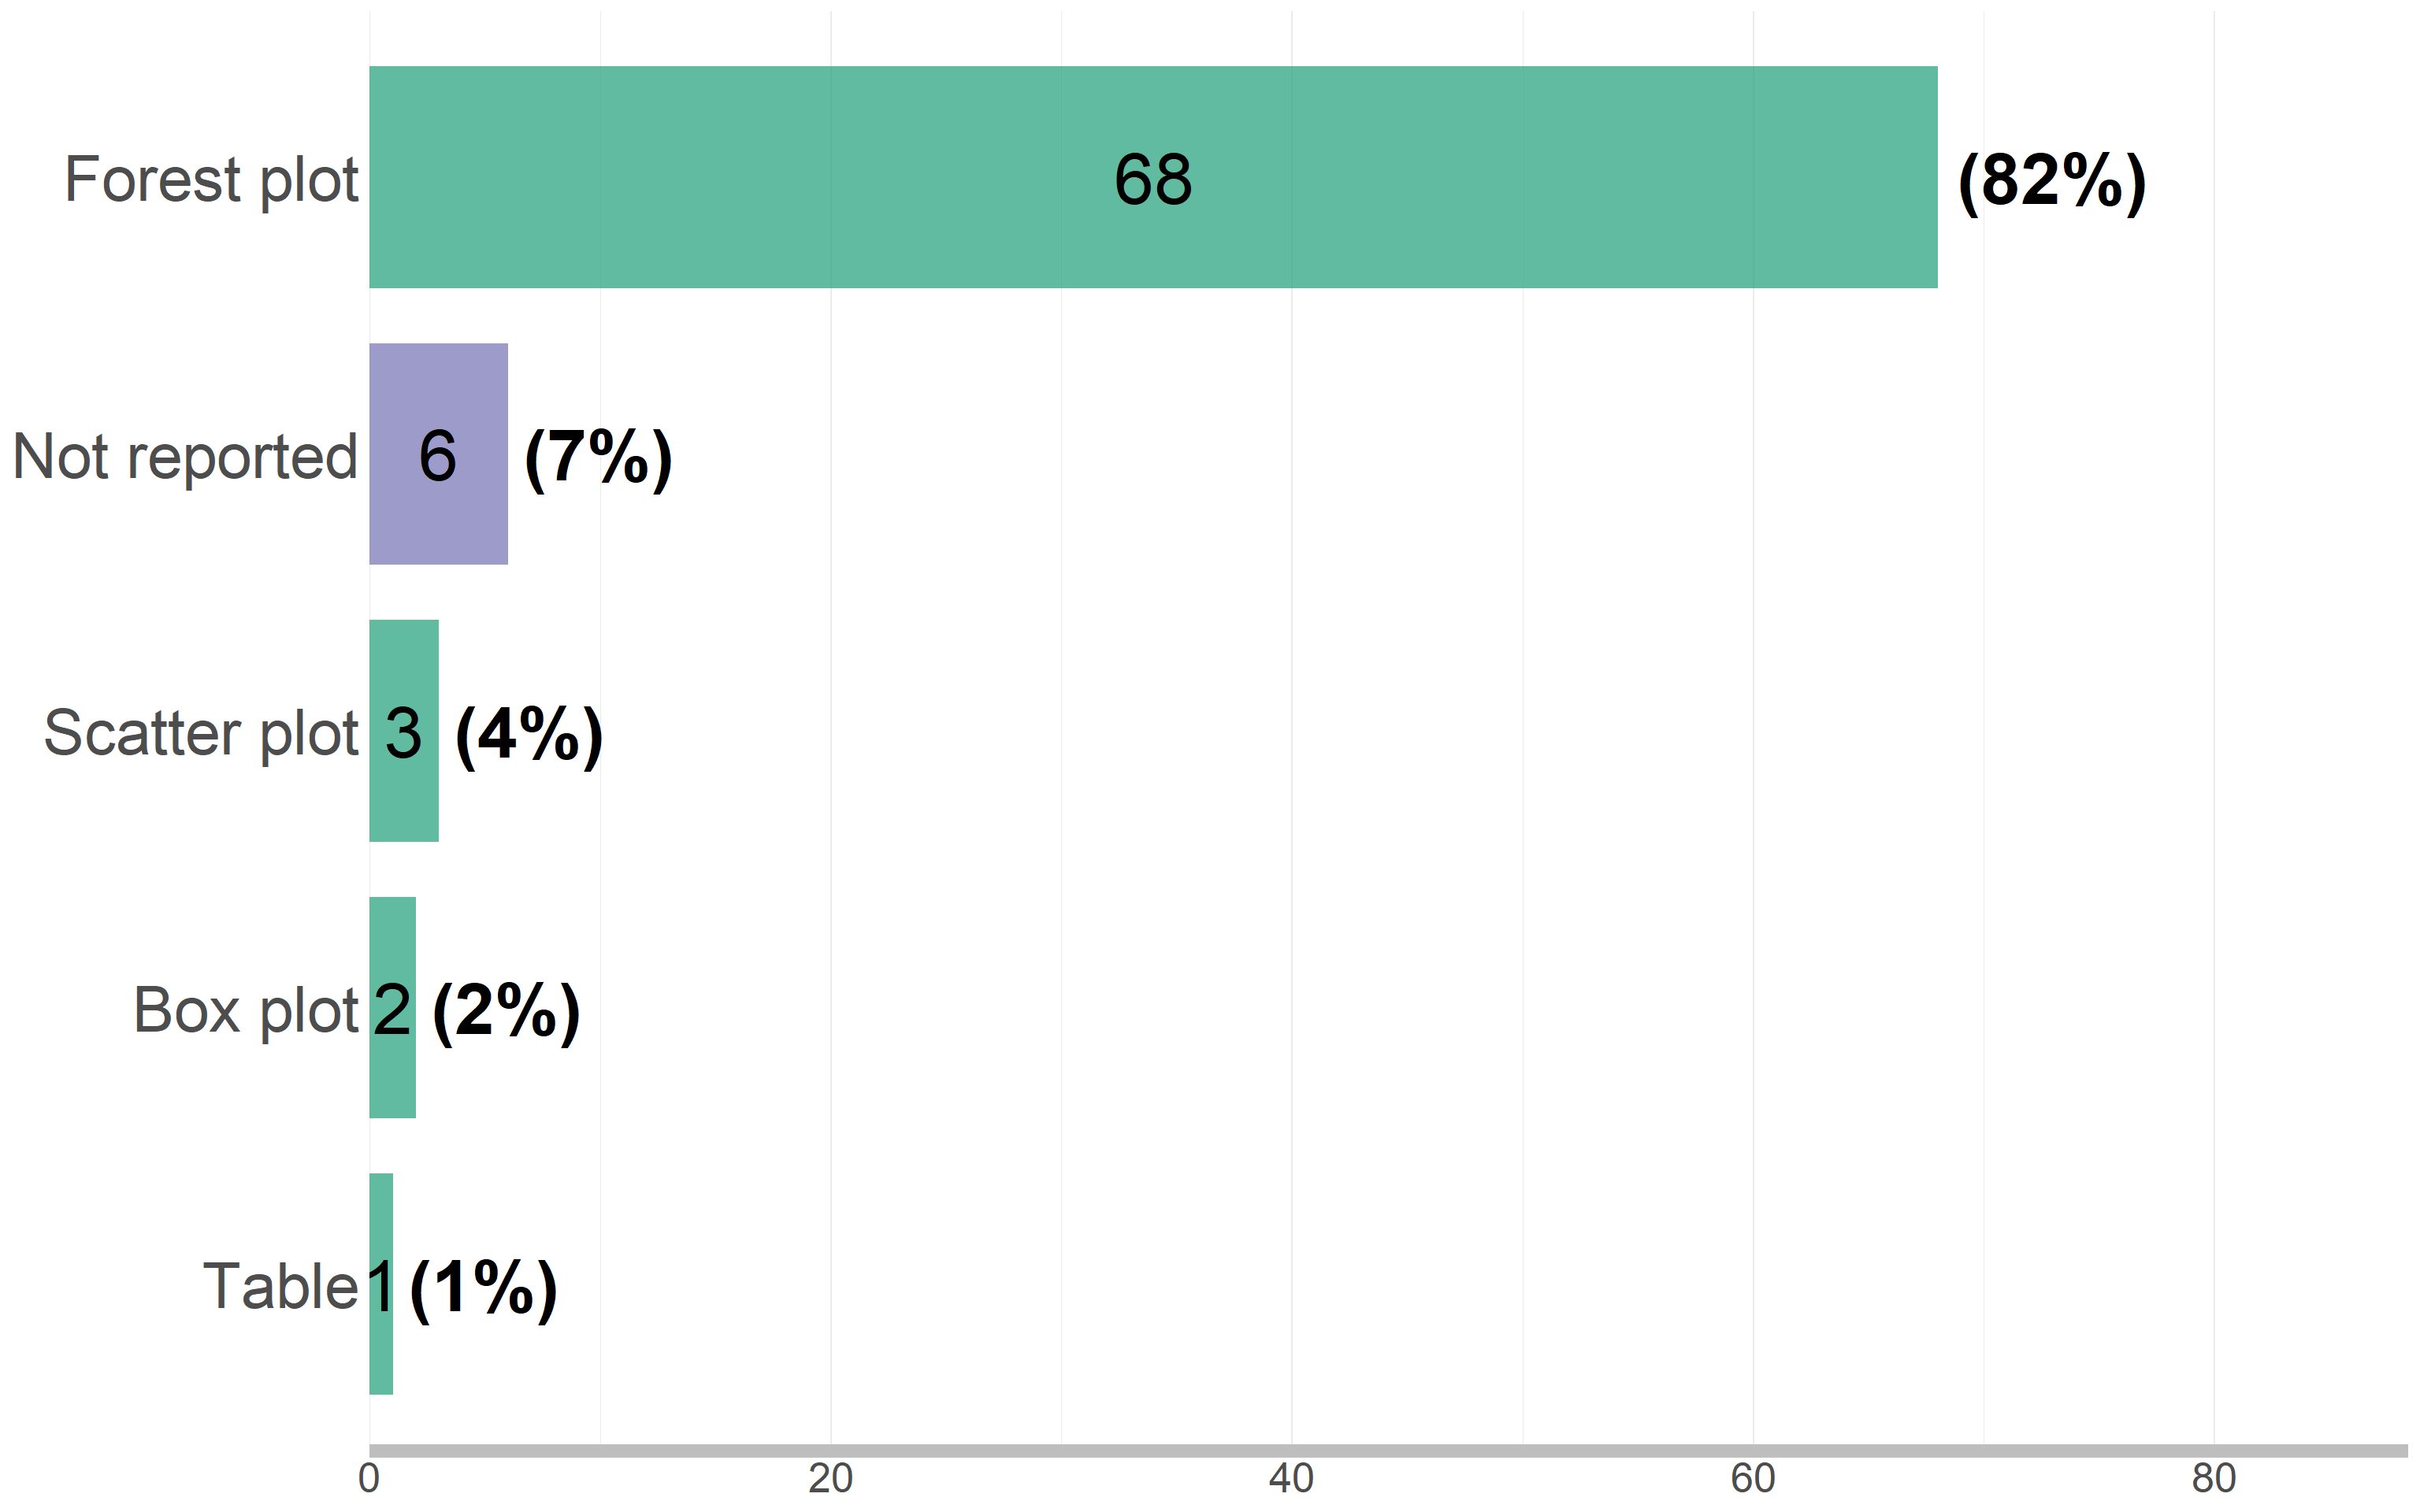 Forest plot 68 (82%)
Not reported 6 (7%)
Scatter plot 3 (4%)
Box plot 2 (2%)
Table 1 (1%)
0 20 40 60 80